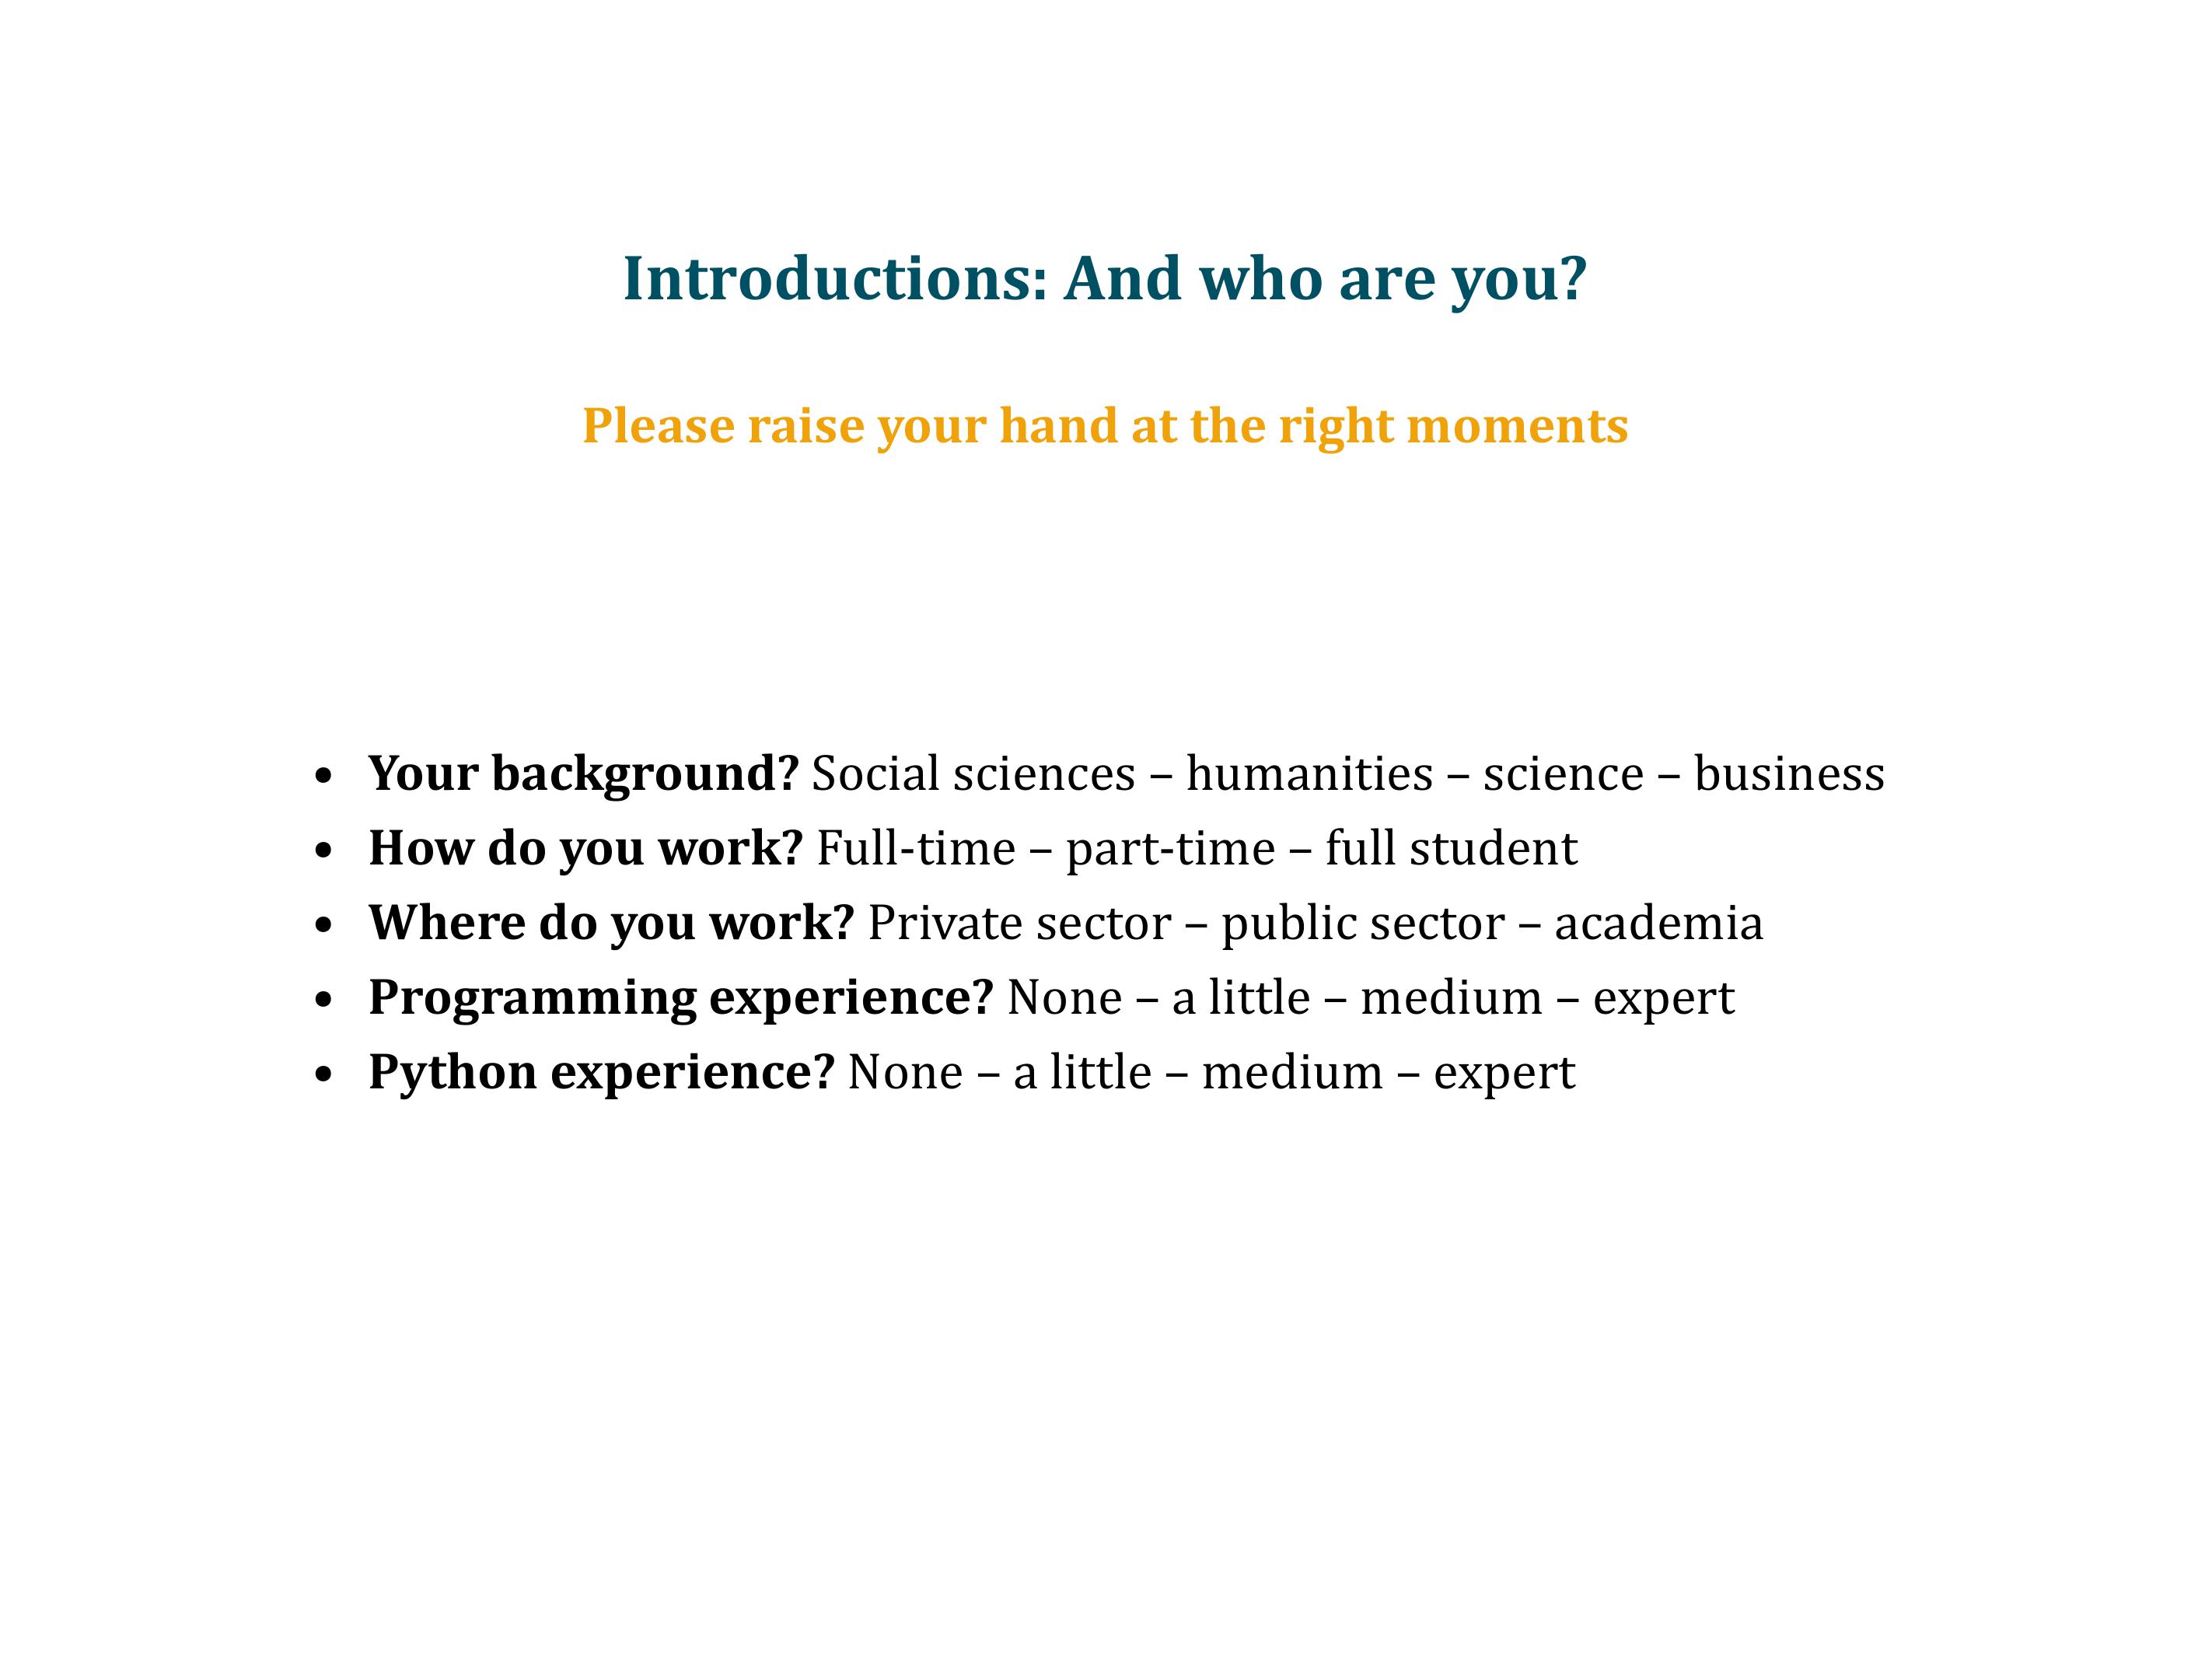 Introductions: And who are you?
Please raise your hand at the right moments
• Your background? Social sciences – humanities – science – business
• How do you work? Full-time – part-time – full student
• Where do you work? Private sector – public sector – academia
• Programming experience? None – a little – medium – expert
• Python experience? None – a little – medium – expert